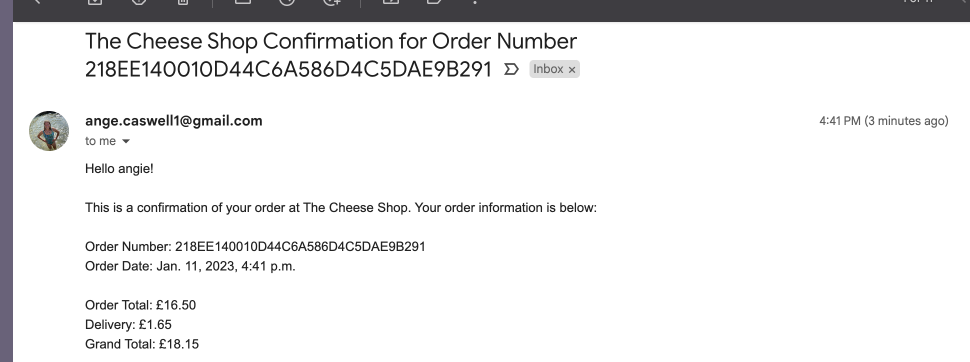 The Cheese Shop Confirmation for Order Number
218EE140010D44C6A586D4C5DAE9B291 Inbox ×
ange.caswell1@gmail.com 4:41 PM (3 minutes ago)
to me
Hello angie!
This is a confirmation of your order at The Cheese Shop. Your order information is below:
Order Number: 218EE140010D44C6A586D4C5DAE9B291
Order Date: Jan. 11, 2023, 4:41 p.m.
Order Total: £16.50
Delivery: £1.65
Grand Total: £18.15